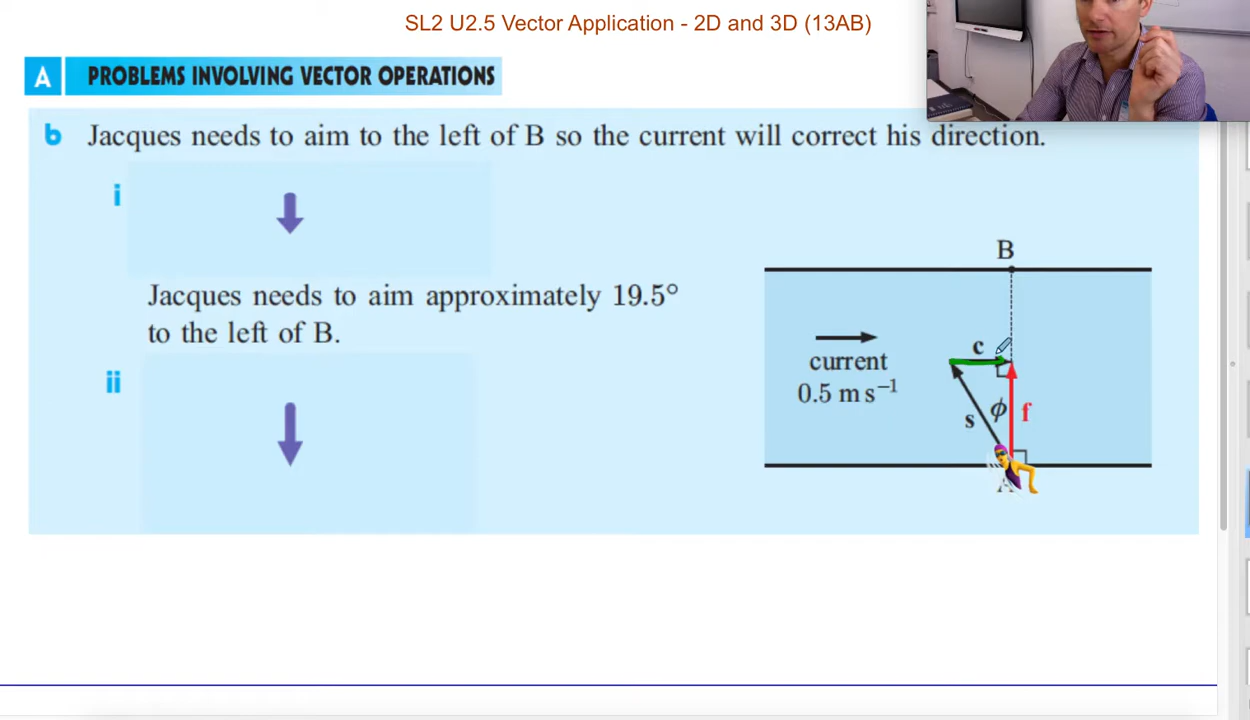 SL2 U2.5 Vector Application - 2D and 3D (13AB)
A PROBLEMS INVOLVING VECTOR OPERATIONS
b Jacques needs to aim to the left of B so the current will correct his direction.
i
Jacques needs to aim approximately 19.5°
to the left of B.
ii
B
c
current
0.5 m s⁻¹
s ϕ f
A